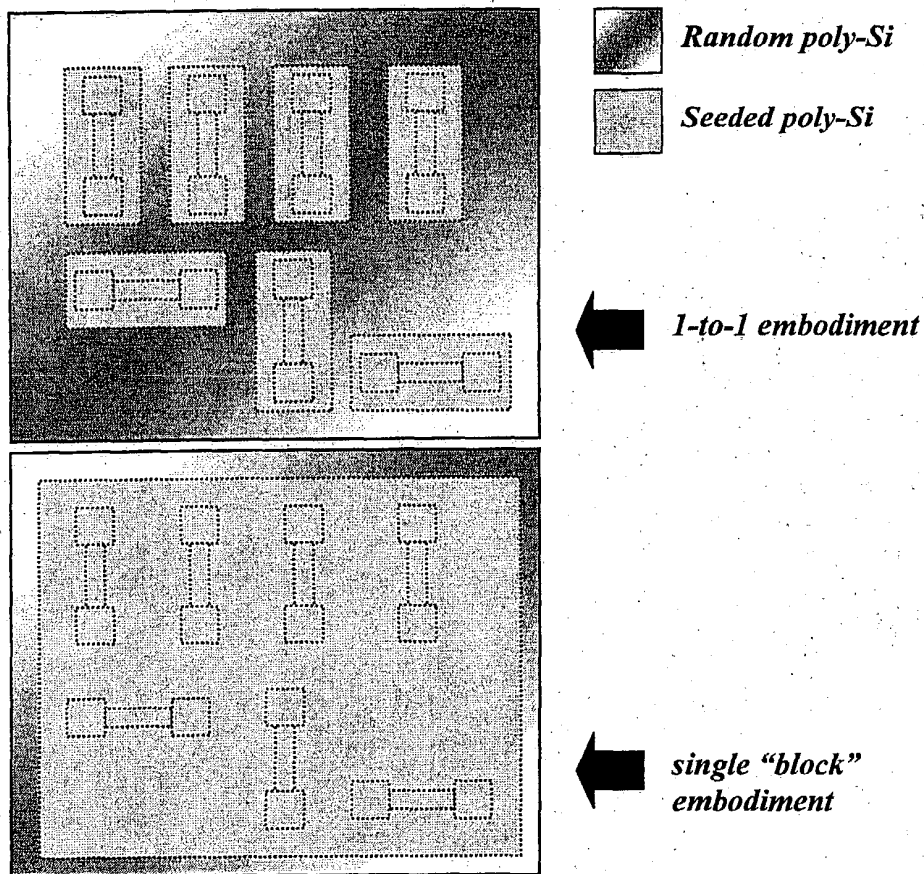 Random poly-Si
Seeded poly-Si
1-to-1 embodiment
single “block”
embodiment